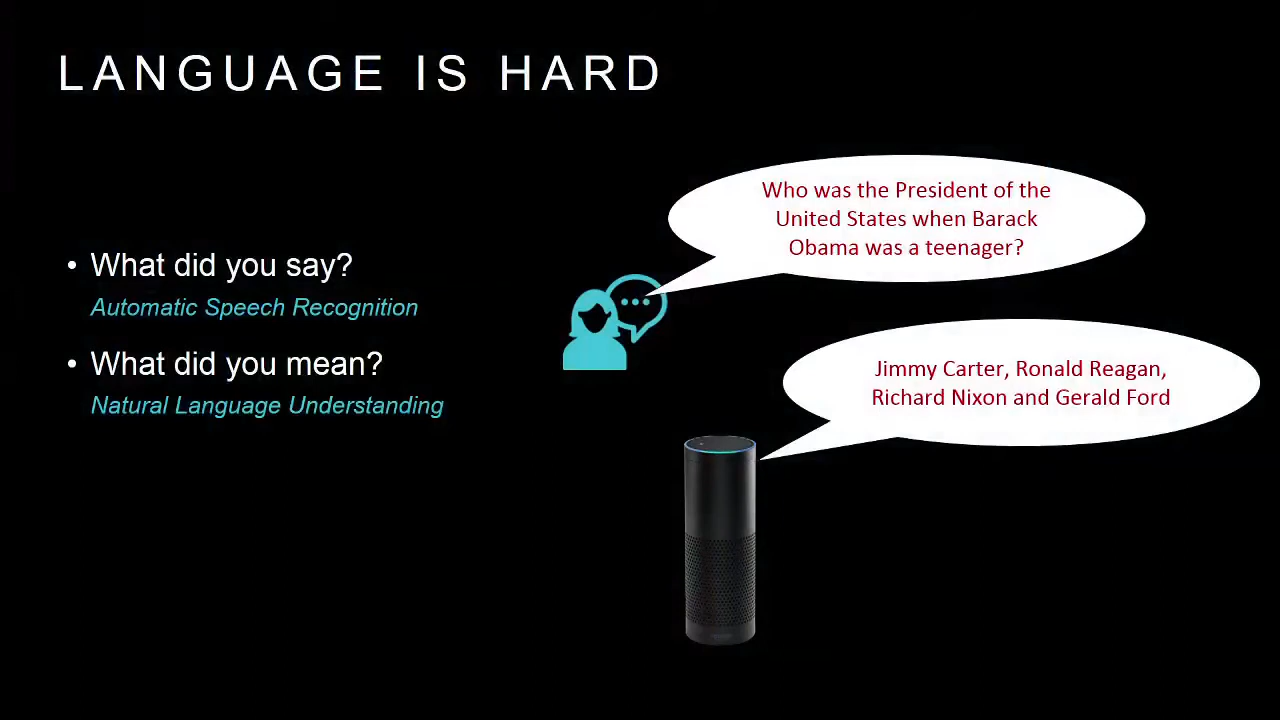 LANGUAGE IS HARD
• What did you say?
Automatic Speech Recognition
• What did you mean?
Natural Language Understanding
Who was the President of the
United States when Barack
Obama was a teenager?
Jimmy Carter, Ronald Reagan,
Richard Nixon and Gerald Ford